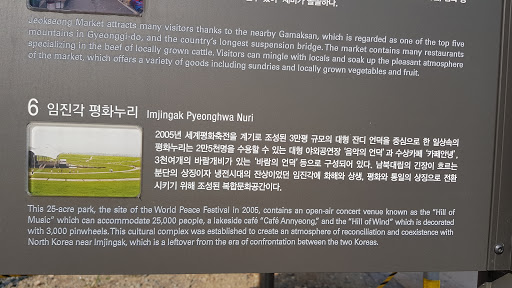 Jeokseong Market attracts many visitors thanks to the nearby Gamaksan, which is regarded as one of the top five
mountains in Gyeonggi-do, and the country's longest suspension bridge. The market contains many restaurants
specializing in the beef of locally grown cattle. Visitors can mingle with locals and soak up the pleasant atmosphere
of the market, which offers a variety of goods including sundries and locally grown vegetables and fruit.
6 임진각 평화누리 Imjingak Pyeonghwa Nuri
2005년 세계평화축전을 계기로 조성된 3만평 규모의 대형 잔디 언덕을 중심으로 한 일상속의
평화누리는 2만5천명을 수용할 수 있는 대형 야외공연장 '음악의 언덕'과 수상카페 '카페안녕',
3천여개의 바람개비가 있는 '바람의 언덕' 등으로 구성되어 있다. 남북대립의 긴장이 흐르는
분단의 상징이자 냉전시대의 잔상이었던 임진각에 화해와 상생, 평화와 통일의 상징으로 전환
시키기 위해 조성된 복합문화공간이다.
This 25-acre park, the site of the World Peace Festival in 2005, contains an open-air concert venue known as the "Hill of
Music" which can accommodate 25,000 people, a lakeside café "Café Annyeong," and the "Hill of Wind" which is decorated
with 3,000 pinwheels. This cultural complex was established to create an atmosphere of reconciliation and coexistence with
North Korea near Imjingak, which is a leftover from the era of confrontation between the two Koreas.